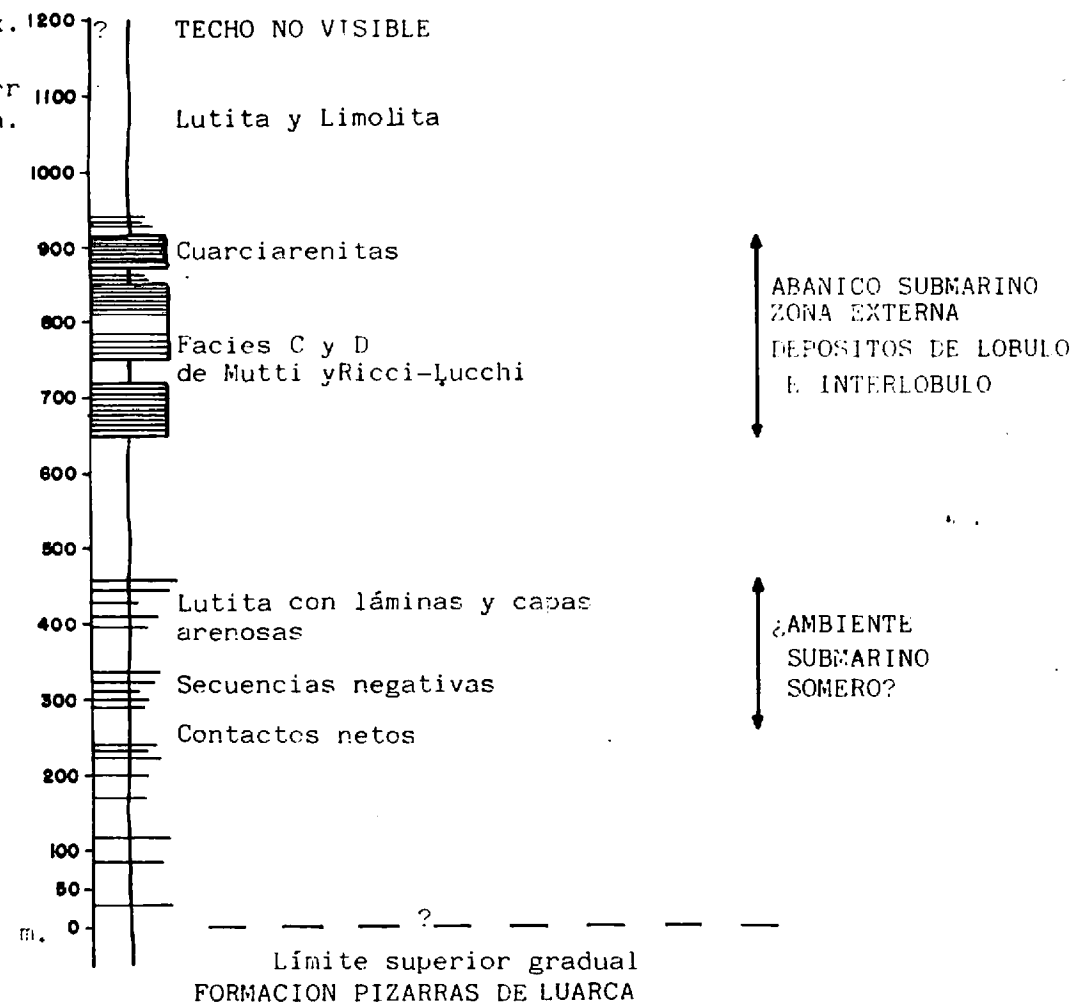 x. 1200 ? TECHO NO VISIBLE
rr 1100
a. Lutita y Limolita
1000
900 Cuarciarenitas
800
Facies C y D
de Mutti yRicci-Lucchi
700
600
500
Lutita con láminas y capas
400 arenosas
Secuencias negativas
300
Contactos netos
200
100
50
m. 0 ?
Límite superior gradual
FORMACION PIZARRAS DE LUARCA
ABANICO SUBMARINO
ZONA EXTERNA
DEPOSITOS DE LOBULO
E INTERLOBULO
¿AMBIENTE
SUBMARINO
SOMERO?